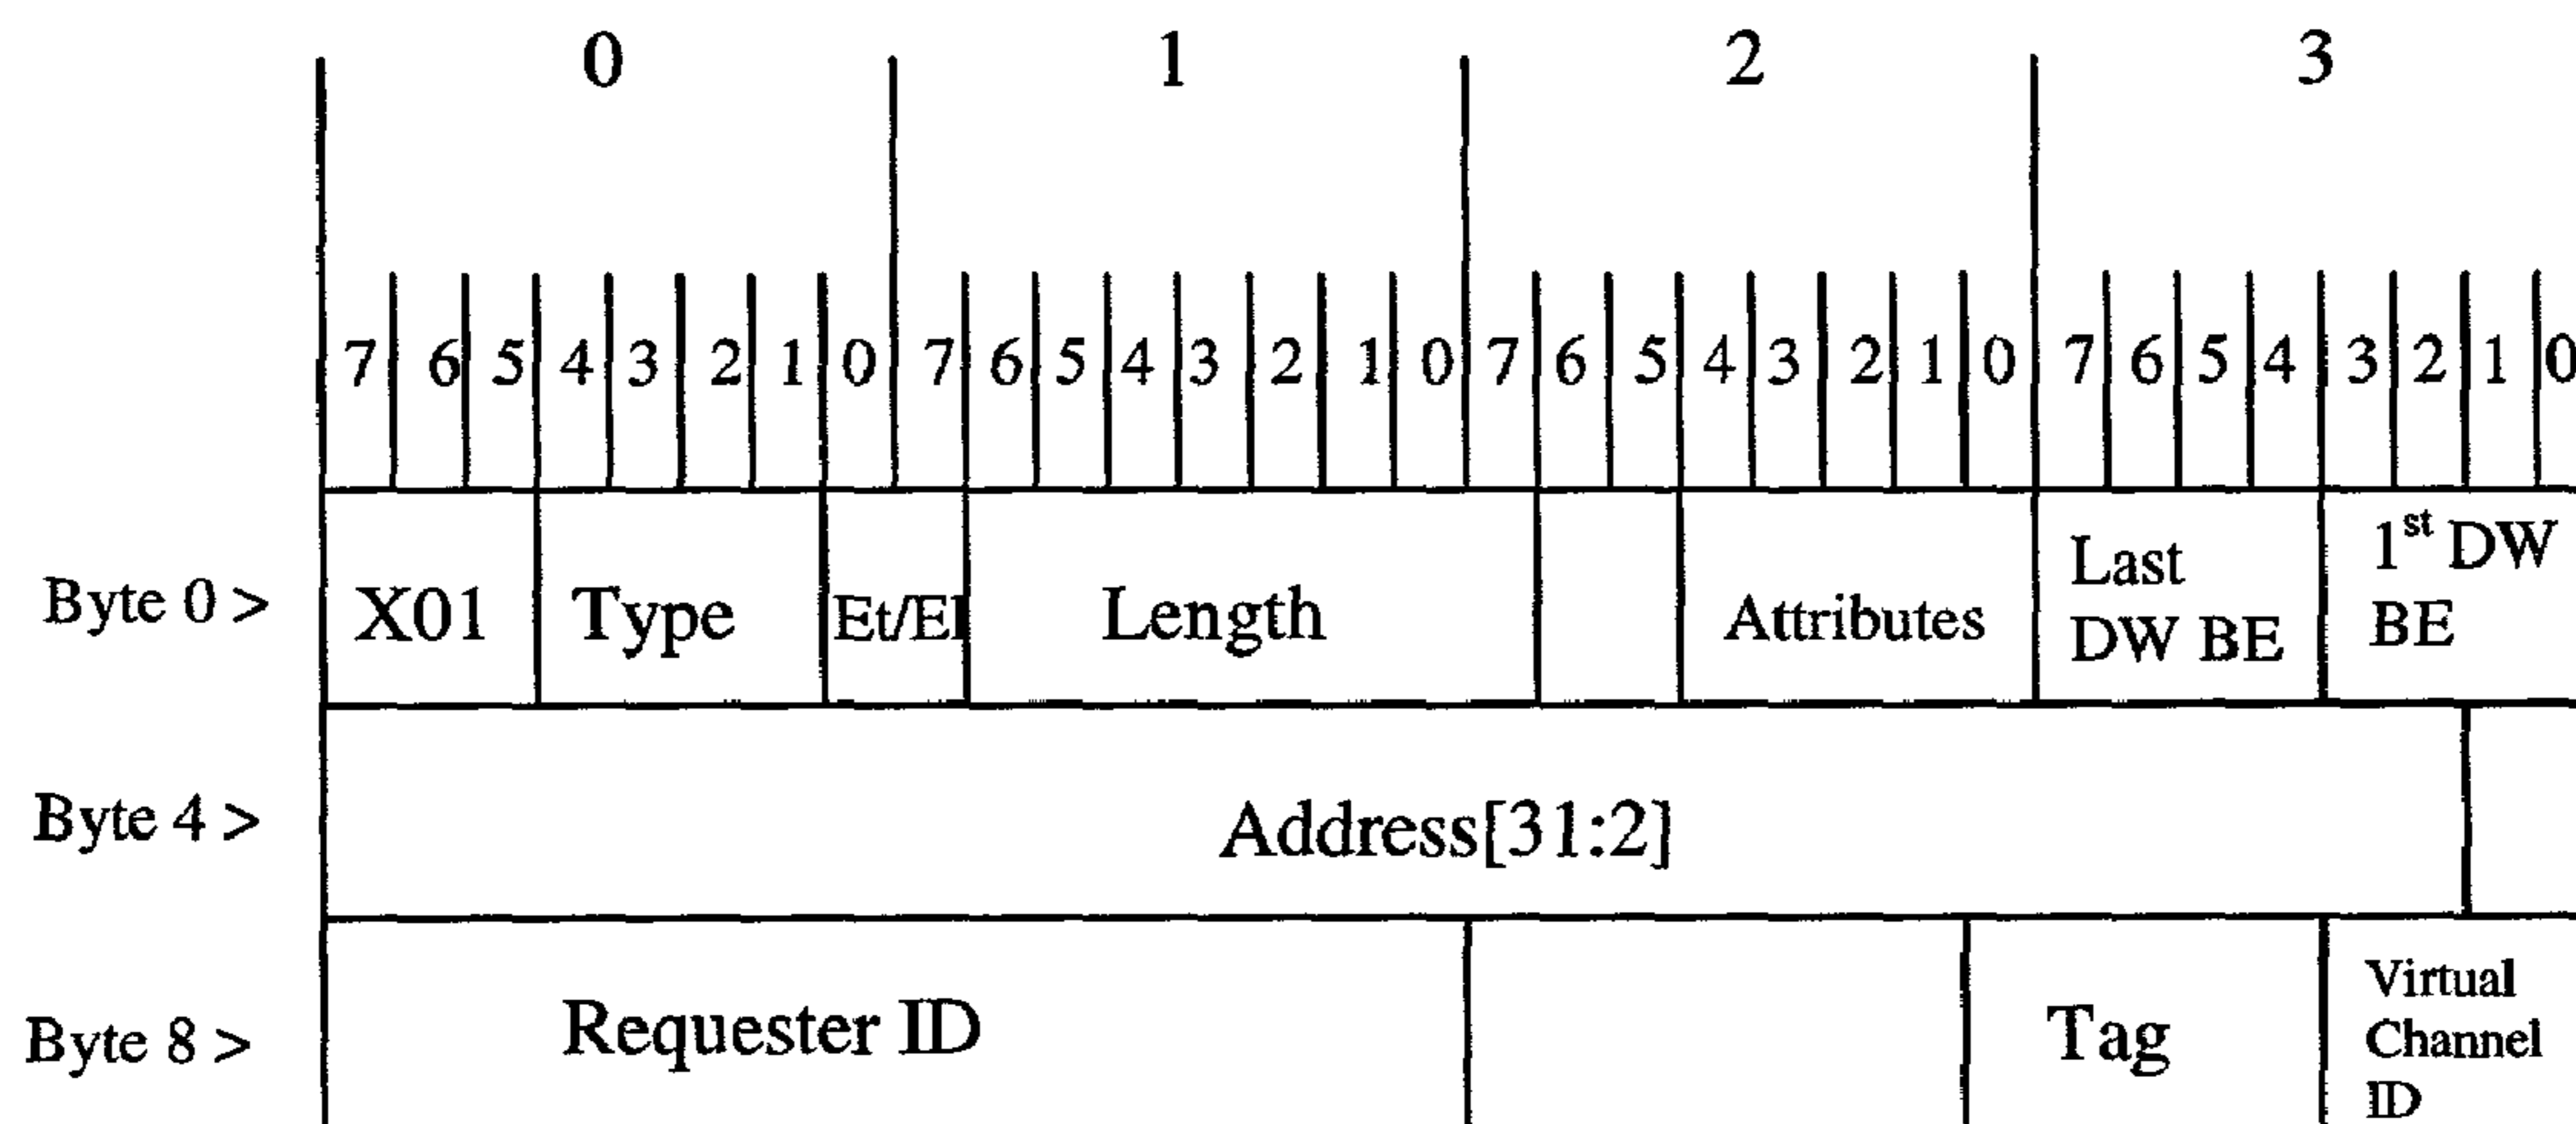 0 1 2 3
7 6 5 4 3 2 1 0 7 6 5 4 3 2 1 0 7 6 5 4 3 2 1 0 7 6 5 4 3 2 1 0
Byte 0 >
X01
Type
Et/El
Length
Attributes
Last
DW BE
1st DW
BE
Byte 4 >
Address[31:2]
Byte 8 >
Requester ID
Tag
Virtual
Channel
ID